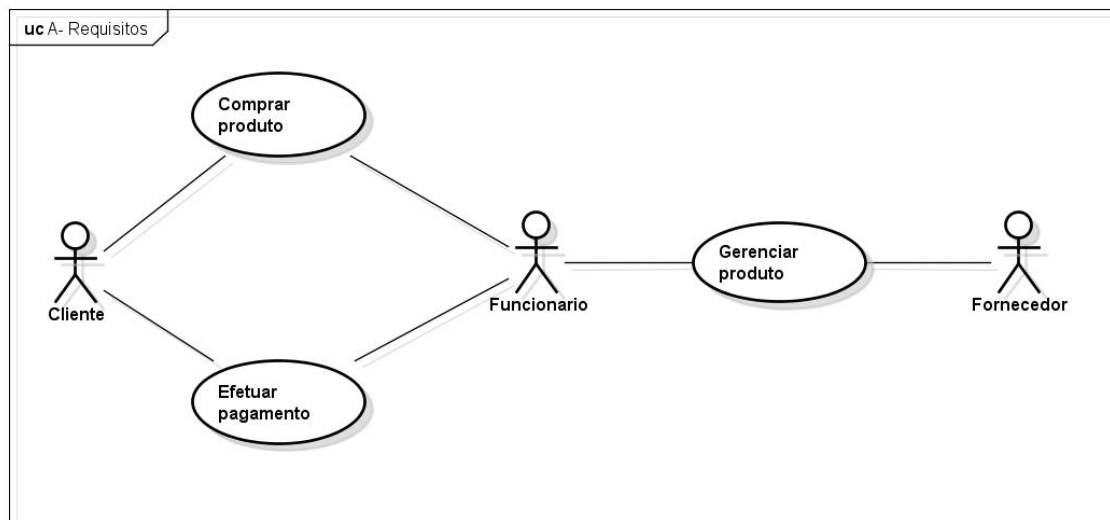 uc A- Requisitos
Comprar
produto
Cliente
Funcionario
Gerenciar
produto
Fornecedor
Efetuar
pagamento